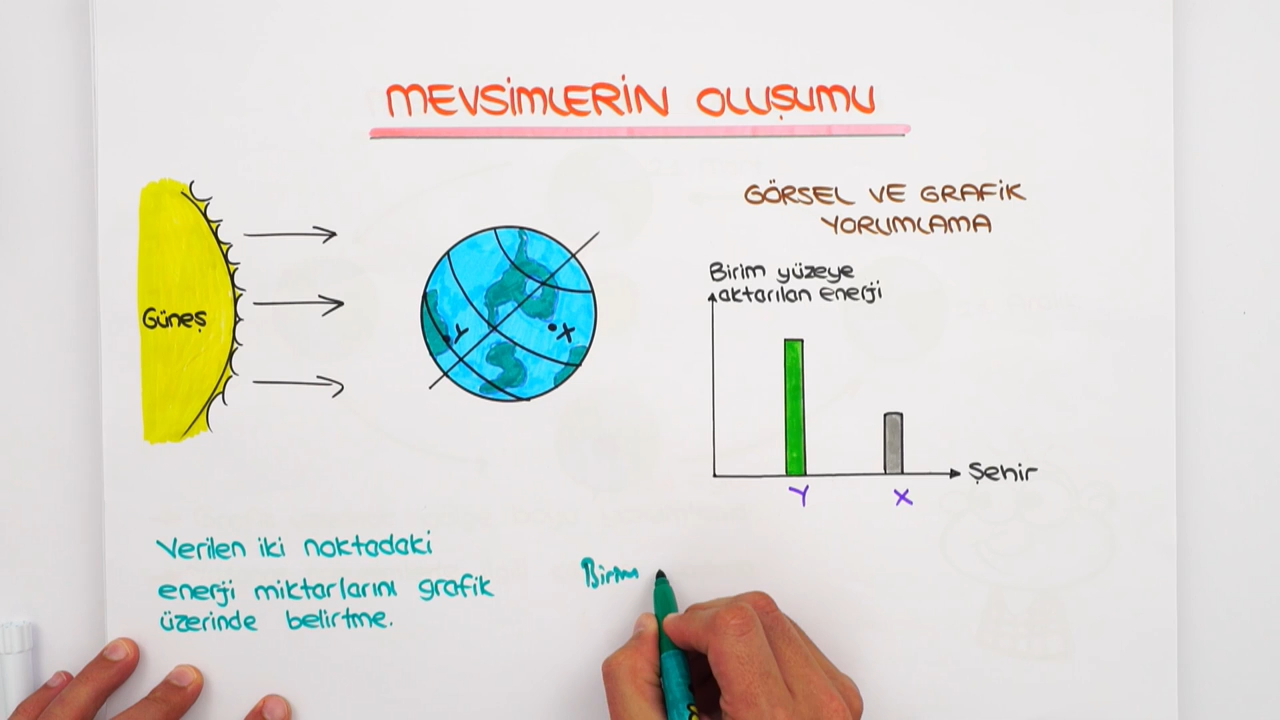 MEVSİMLERİN OLUŞUMU
GÖRSEL VE GRAFİK
YORUMLAMA
Güneş
Y
X
Birim yüzeye
aktarılan enerji
Şehir
Y
X
Verilen iki noktadaki
enerji miktarlarını grafik
üzerinde belirtme.
Birim